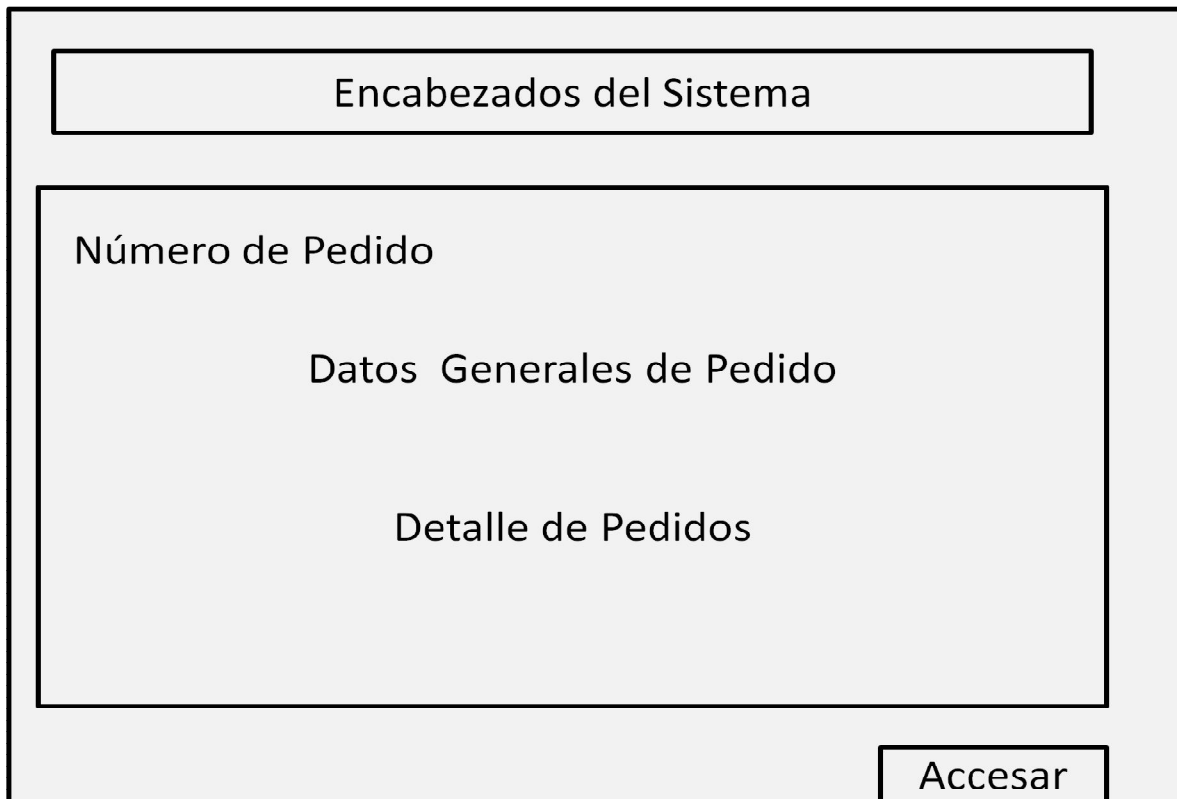 Encabezados del Sistema
Número de Pedido
Datos Generales de Pedido
Detalle de Pedidos
Accesar